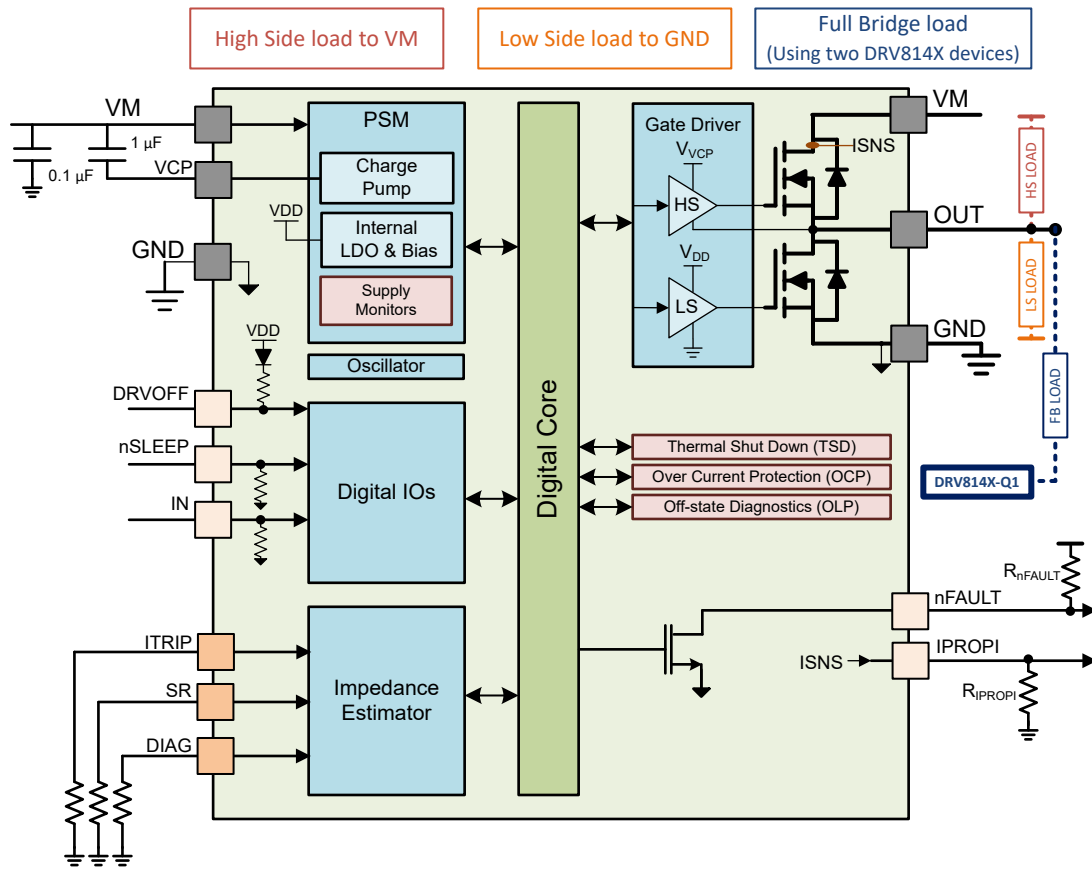 High Side load to VM
Low Side load to GND
Full Bridge load
(Using two DRV814X devices)
VM
1 µF
0.1 µF
VCP
GND
PSM
Charge
Pump
VDD
Internal
LDO & Bias
Supply
Monitors
Oscillator
VDD
DRVOFF
nSLEEP
IN
Digital IOs
ITRIP
SR
DIAG
Impedance
Estimator
Digital Core
Gate Driver
VVCP
HS
VDD
LS
ISNS
VM
OUT
GND
HS LOAD
LS LOAD
FB LOAD
DRV814X-Q1
Thermal Shut Down (TSD)
Over Current Protection (OCP)
Off-state Diagnostics (OLP)
RnFAULT
nFAULT
ISNS
IPROPI
RIPROPI